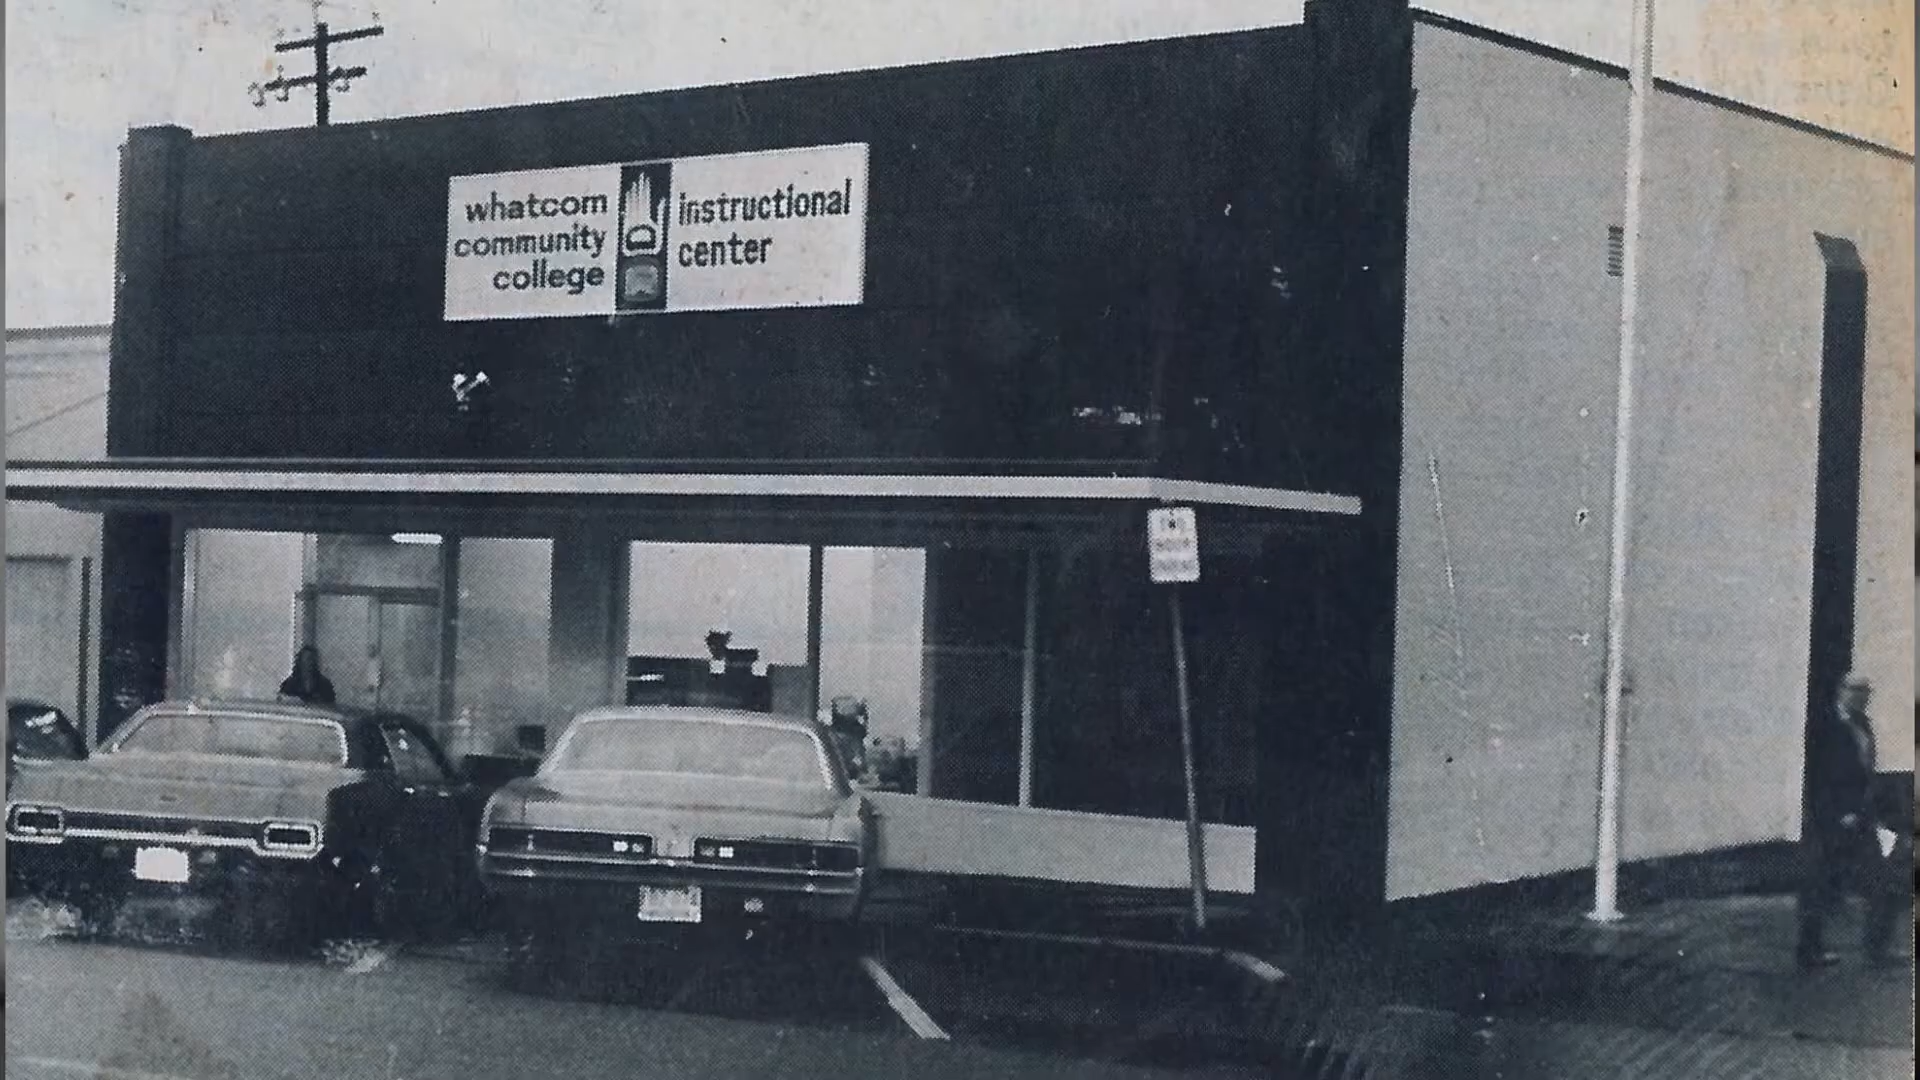 whatcom
community
college
instructional
center